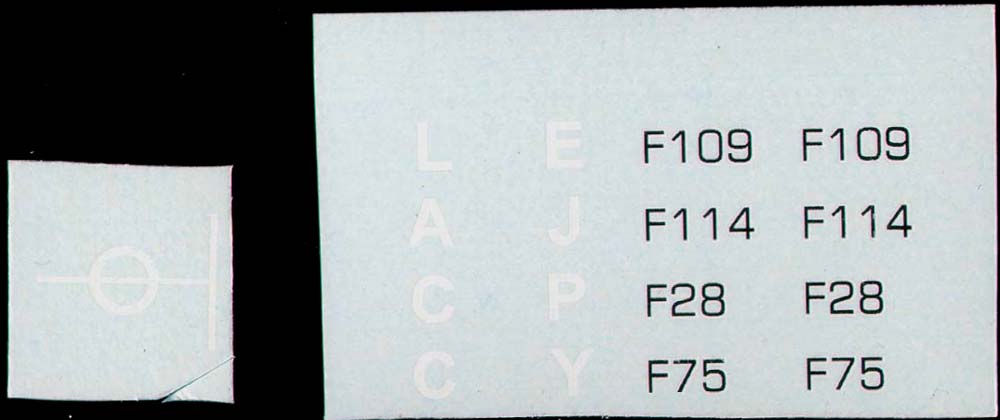 L E F109 F109
A J F114 F114
C P F28 F28
C Y F75 F75